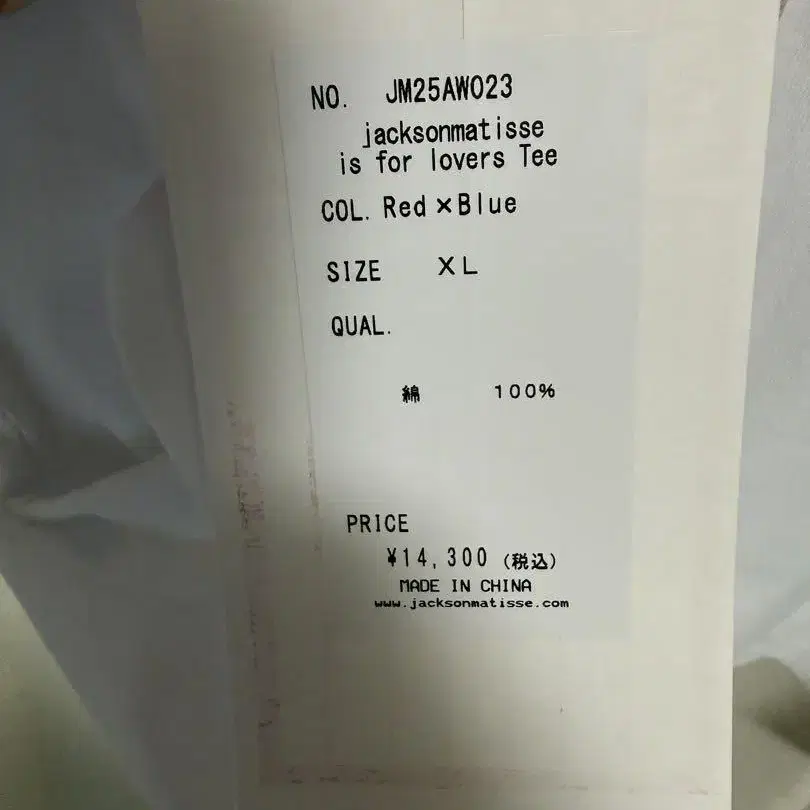 NO. JM25AW023
jacksonmatisse
is for lovers Tee
COL. Red×Blue
SIZE XL
QUAL.
綿 100%
PRICE
¥14,300 (税込)
MADE IN CHINA
www.jacksonmatisse.com